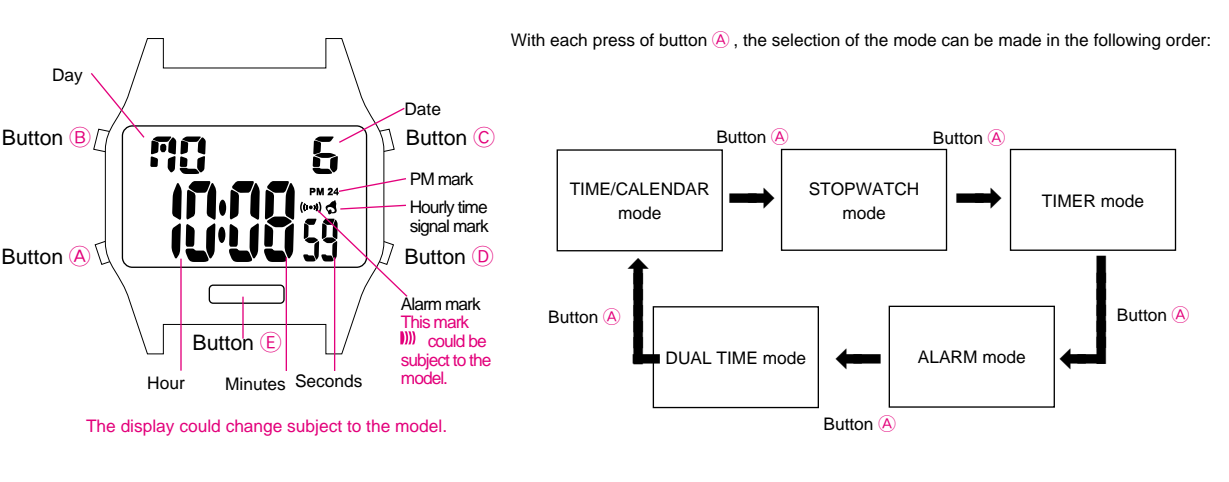 With each press of button Ⓐ , the selection of the mode can be made in the following order:
Day
Date
Button Ⓑ
Button Ⓒ
MO 6
PM mark
PM 24
10:08 59
Hourly time
signal mark
Button Ⓐ
Button Ⓓ
Alarm mark
This mark
could be
subject to the
model.
Button Ⓔ
Hour
Minutes
Seconds
The display could change subject to the model.
Button Ⓐ
Button Ⓐ
TIME/CALENDAR
mode
STOPWATCH
mode
TIMER mode
Button Ⓐ
Button Ⓐ
DUAL TIME mode
ALARM mode
Button Ⓐ